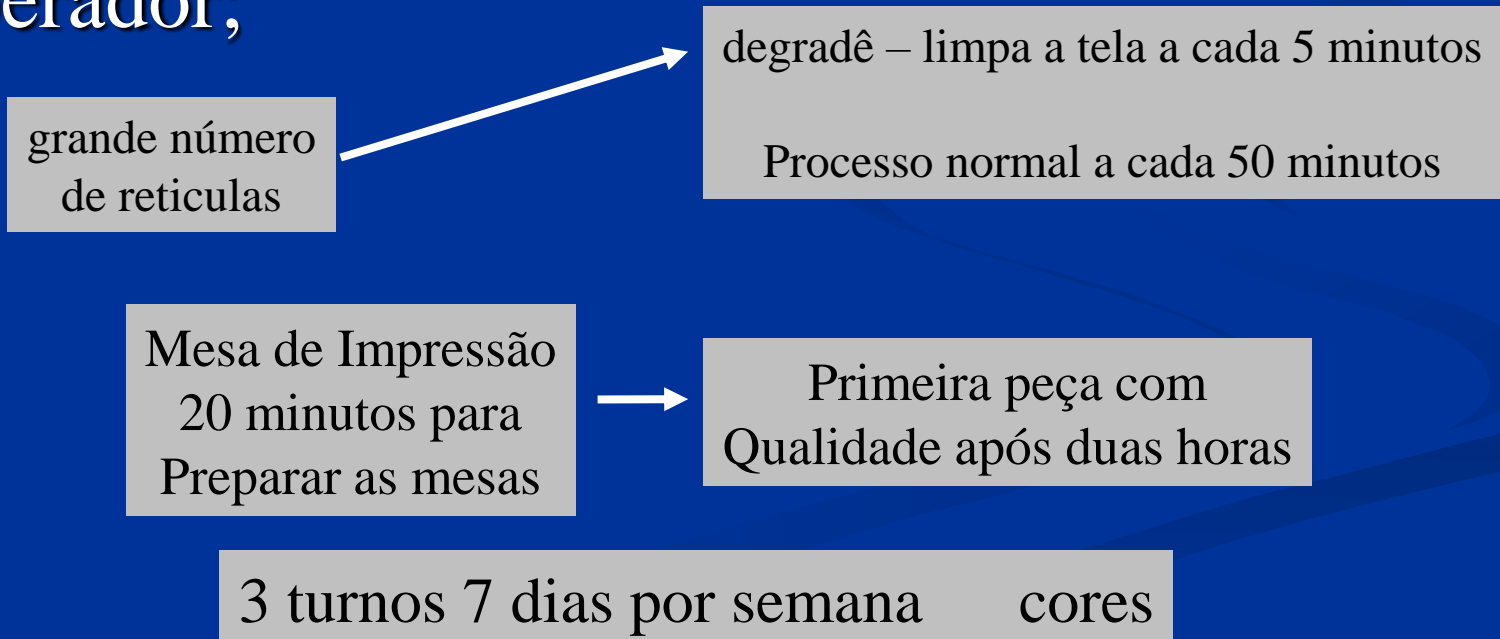 erador;
degradê – limpa a tela a cada 5 minutos
grande número
de reticulas
Processo normal a cada 50 minutos
Mesa de Impressão
20 minutos para
Preparar as mesas
Primeira peça com
Qualidade após duas horas
3 turnos 7 dias por semana cores